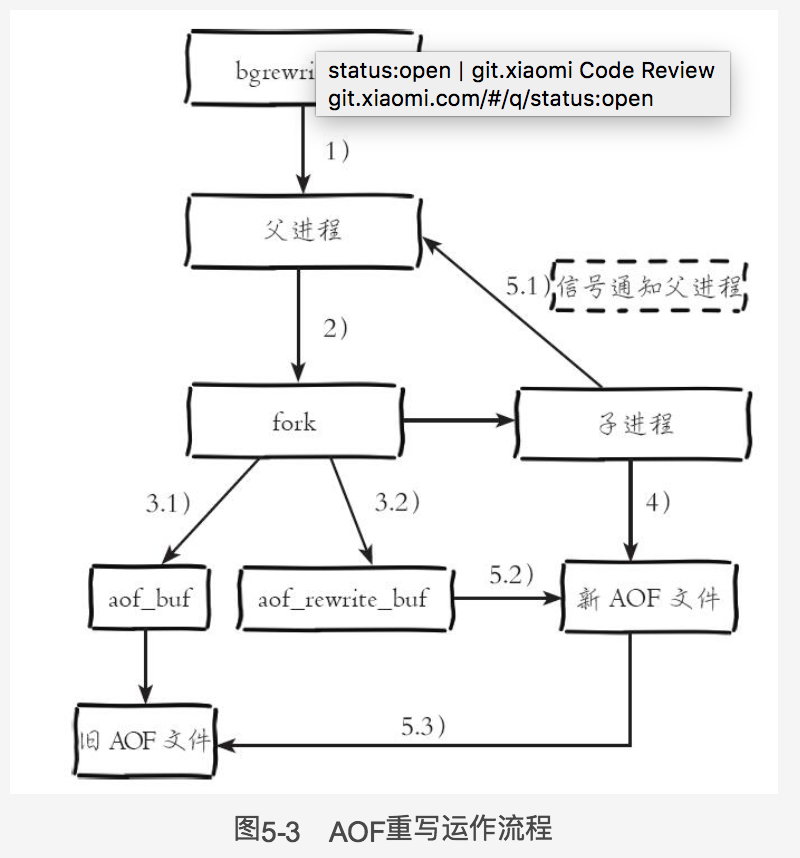 bgrewri
status:open | git.xiaomi Code Review
git.xiaomi.com/#/q/status:open
1)
父进程
5.1)
信号通知父进程
2)
fork
子进程
3.1)
3.2)
4)
aof_buf
aof_rewrite_buf
5.2)
新 AOF 文件
旧 AOF 文件
5.3)
图5-3 AOF重写运作流程